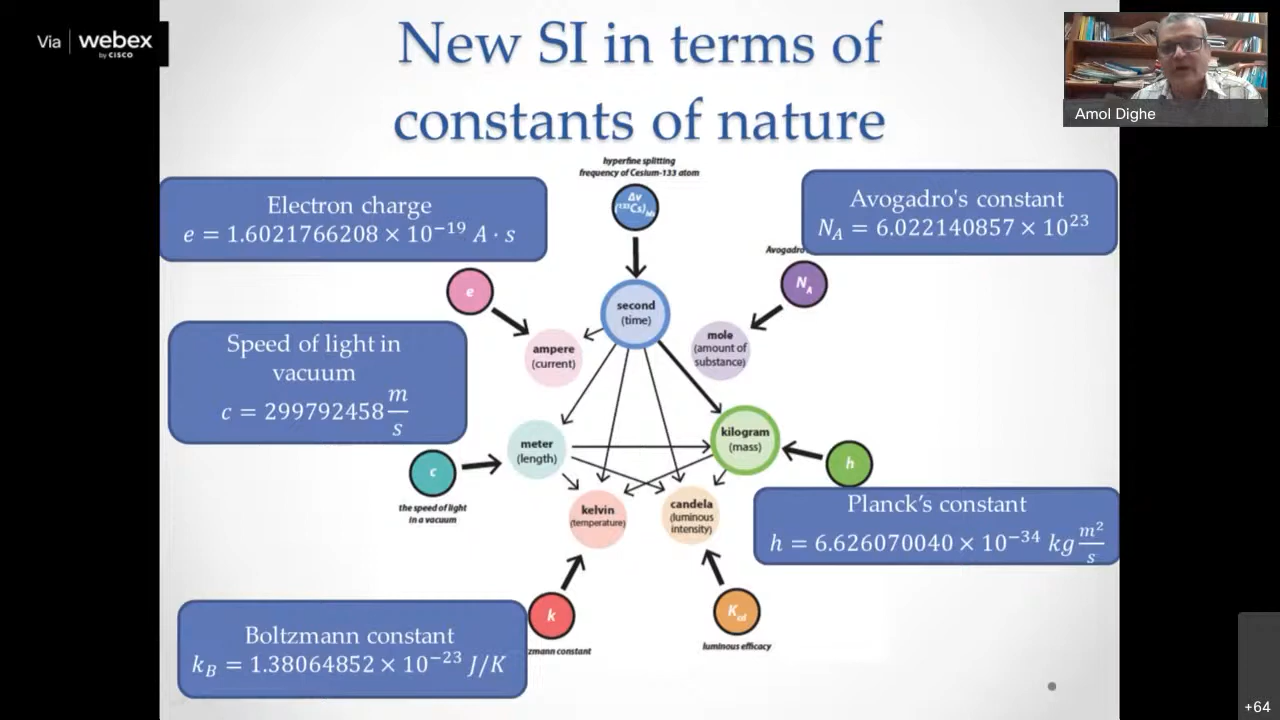 Via webex
by CISCO
New SI in terms of
constants of nature
Amol Dighe
hyperfine splitting
frequency of Cesium-133 atom
Δν
(¹³³Cs)hfs
Electron charge
e = 1.6021766208 × 10⁻¹⁹ A · s
Avogadro's constant
N_A = 6.022140857 × 10²³
Avogadro
e
N_A
second
(time)
ampere
(current)
mole
(amount of
substance)
Speed of light in
vacuum
c = 299792458 m/s
meter
(length)
kilogram
(mass)
c
h
the speed of light
in a vacuum
kelvin
(temperature)
candela
(luminous
intensity)
Planck’s constant
h = 6.626070040 × 10⁻³⁴ kg m²/s
Boltzmann constant
k_B = 1.38064852 × 10⁻²³ J/K
k
K_cd
zmann constant
luminous efficacy
+64